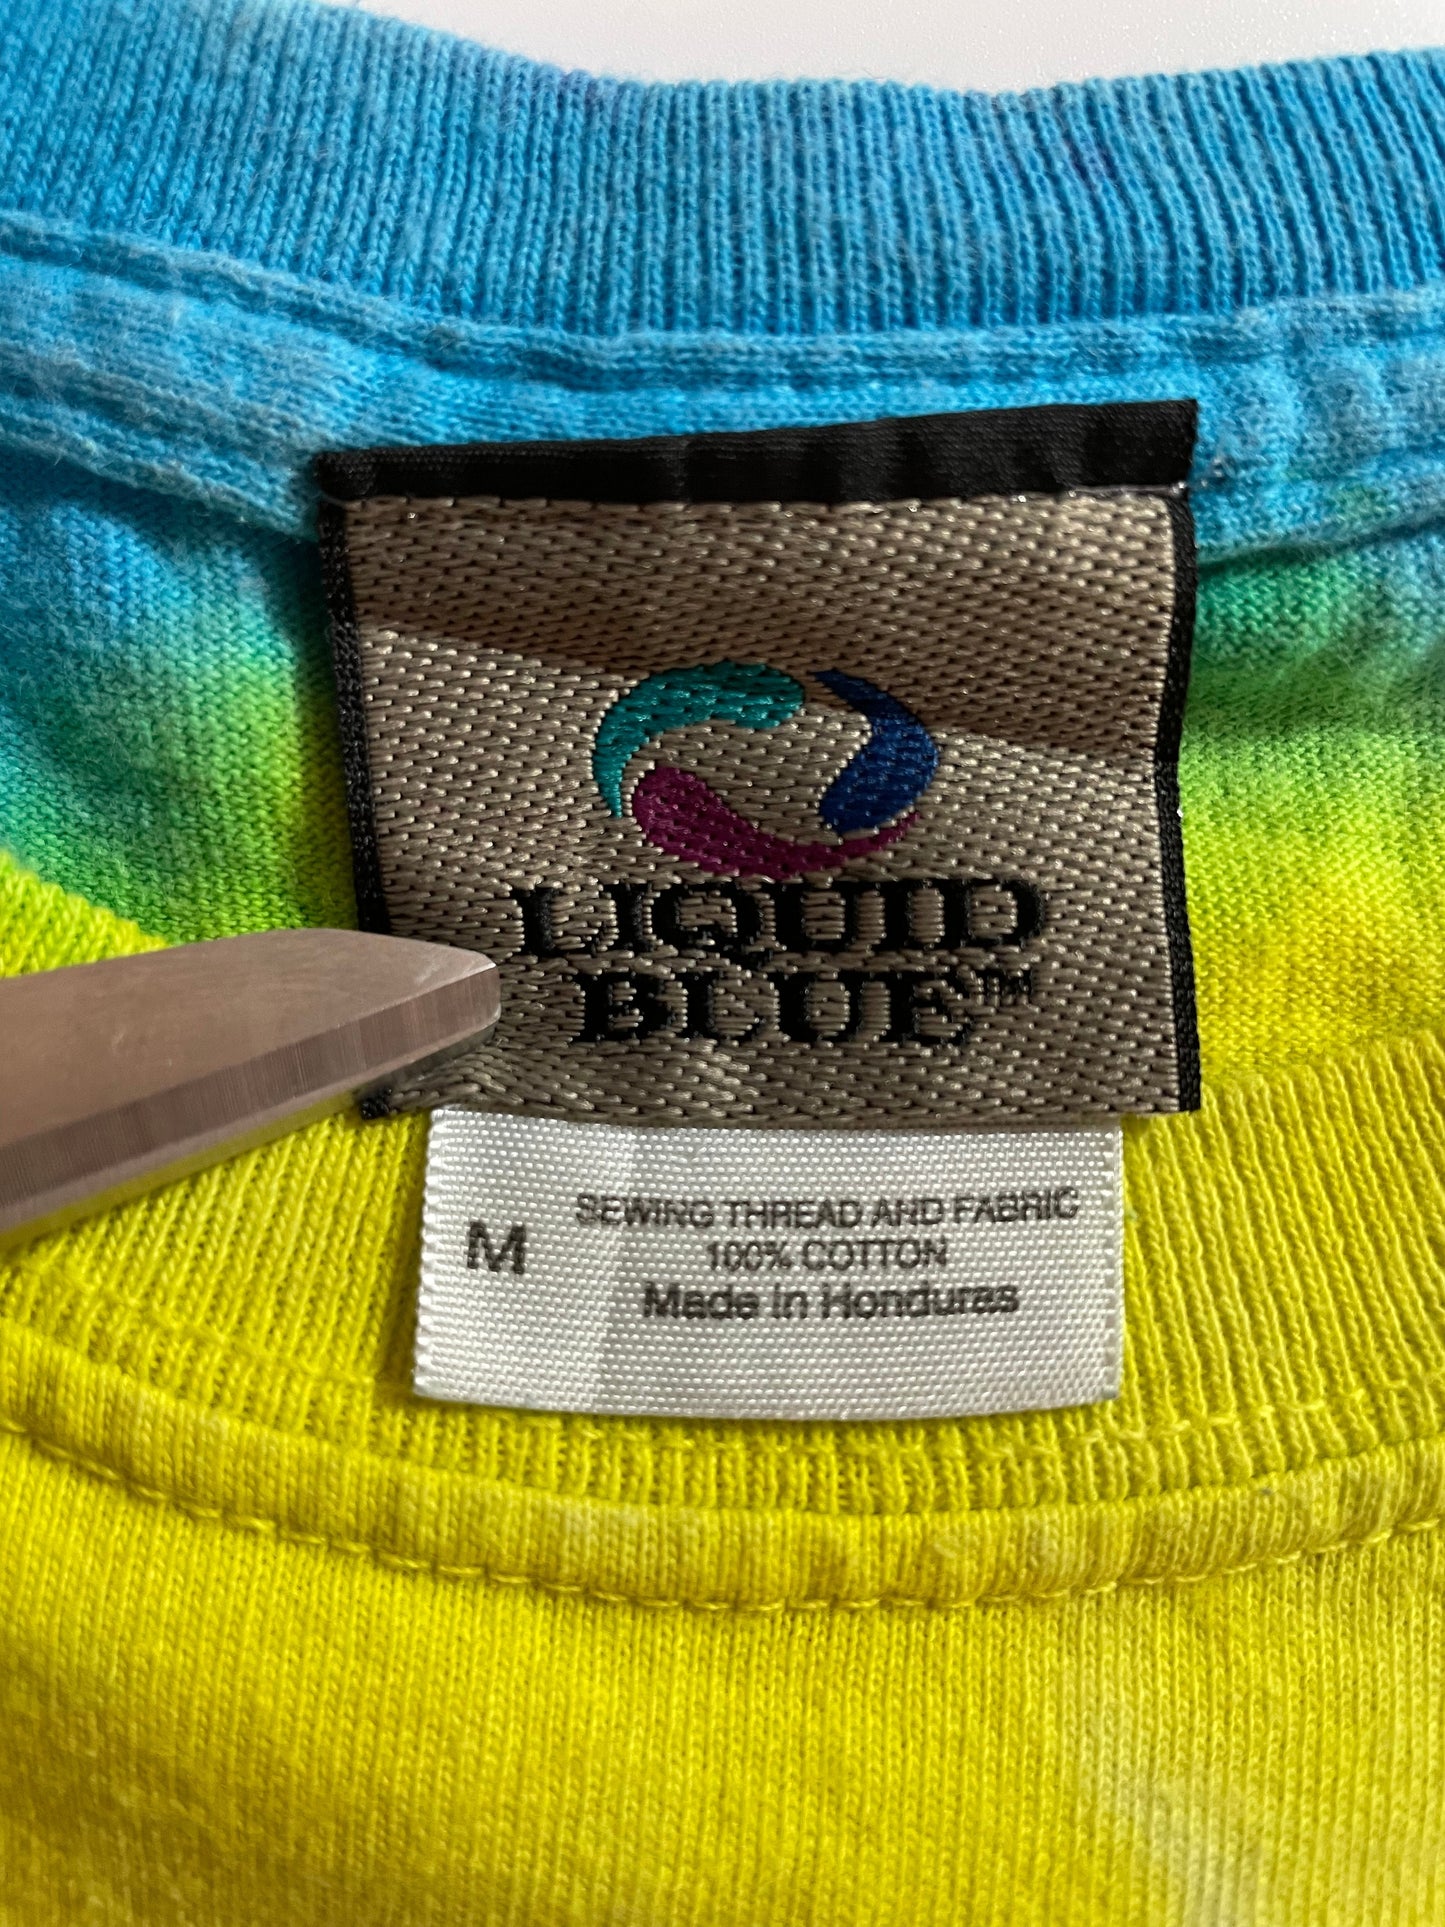 LIQUID
BLUE™
M
SEWING THREAD AND FABRIC
100% COTTON
Made in Honduras